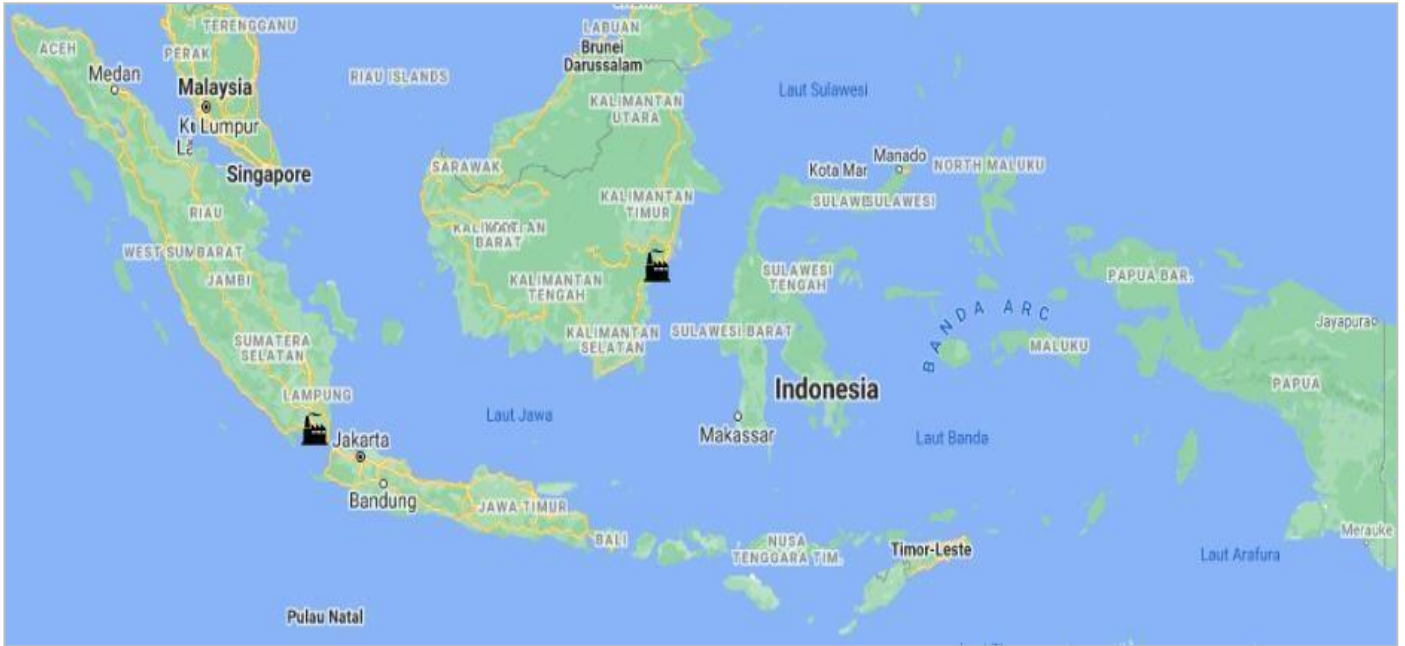 TERENGGANU
LABUAN
ACEH
PERAK
Brunei
Darussalam
Medan
RIAU ISLANDS
Malaysia
Laut Sulawesi
KALIMANTAN
UTARA
Lumpur
Singapore
SARAWAK
Kota Mar
Manado
NORTH MALUKU
KALIMANTAN
TIMUR
SULAWESI
RIAU
BARAT
WEST SUMBARAT
JAMBI
SULAWESI
TENGAH
PAPUA BAR.
KALIMANTAN
TENGAH
BANDA ARC
Jayapura
SUMATERA
SELATAN
KALIMANTAN
SELATAN
SULAWESI BARAT
MALUKU
PAPUA
Indonesia
LAMPUNG
Laut Jawa
Makassar
Laut Banda
Jakarta
Bandung
JAWA TIMUR
BALI
NUSA
TENGGARA TIM.
Timor-Leste
Laut Arafura
Merauke
Pulau Natal